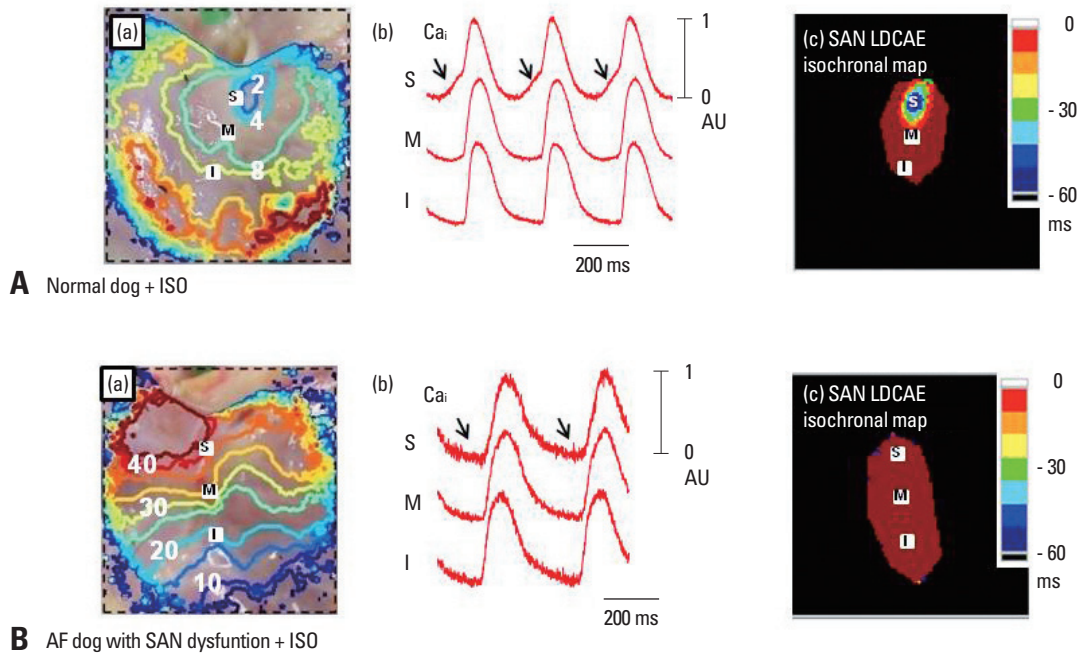 (a)
2
S
4
M
8
I
(b)
Ca i
S
M
I
1
0
AU
200 ms
(c) SAN LDCAE
isochronal map
S
M
I
0
- 30
- 60
ms
A Normal dog + ISO
(a)
S
40
M
30
I
20
10
(b)
Ca i
S
M
I
1
0
AU
200 ms
(c) SAN LDCAE
isochronal map
S
M
I
0
- 30
- 60
ms
B AF dog with SAN dysfuntion + ISO